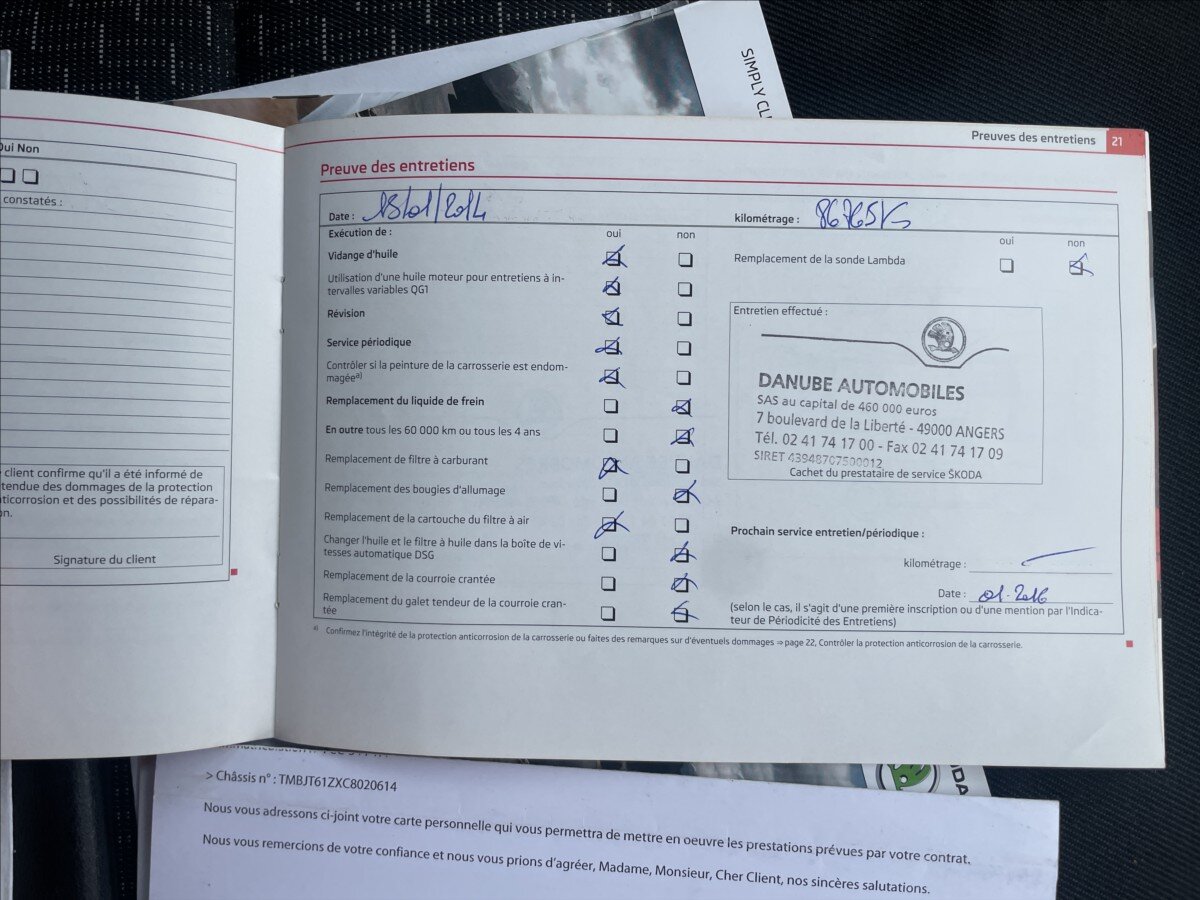 SIMPLY CL
Preuves des entretiens 21
Oui Non
constatés :
client confirme qu'il a été informé de
tendue des dommages de la protection
ticorrosion et des possibilités de répara-
on.
Signature du client
Preuve des entretiens
Date : 15/01/2014 kilométrage :
Exécution de : oui non
Vidange d'huile
Utilisation d'une huile moteur pour entretiens à in-
tervalles variables QG1
Révision
Service périodique
Contrôler si la peinture de la carrosserie est endom-
magée a)
Remplacement du liquide de frein
En outre tous les 60 000 km ou tous les 4 ans
Remplacement de filtre à carburant
Remplacement des bougies d'allumage
Remplacement de la cartouche du filtre à air
Changer l'huile et le filtre à huile dans la boîte de vi-
tesses automatique DSG
Remplacement de la courroie crantée
Remplacement du galet tendeur de la courroie cran-
tée
oui non
Remplacement de la sonde Lambda
Entretien effectué :
DANUBE AUTOMOBILES
SAS au capital de 460 000 euros
7 boulevard de la Liberté - 49000 ANGERS
Tél. 02 41 74 17 00 - Fax 02 41 74 17 09
SIRET 43948707500012
Cachet du prestataire de service ŠKODA
Prochain service entretien/périodique :
kilométrage :
Date : 01-2016
(selon le cas, il s'agit d'une première inscription ou d'une mention par l'Indica-
teur de Périodicité des Entretiens)
a) Confirmez l'intégrité de la protection anticorrosion de la carrosserie ou faites des remarques sur d'éventuels dommages ⇒ page 22, Contrôler la protection anticorrosion de la carrosserie.
> Châssis n° : TMBJT61ZXC8020614
Nous vous adressons ci-joint votre carte personnelle qui vous permettra de mettre en oeuvre les prestations prévues par votre contrat.
Nous vous remercions de votre confiance et nous vous prions d'agréer, Madame, Monsieur, Cher Client, nos sincères salutations.